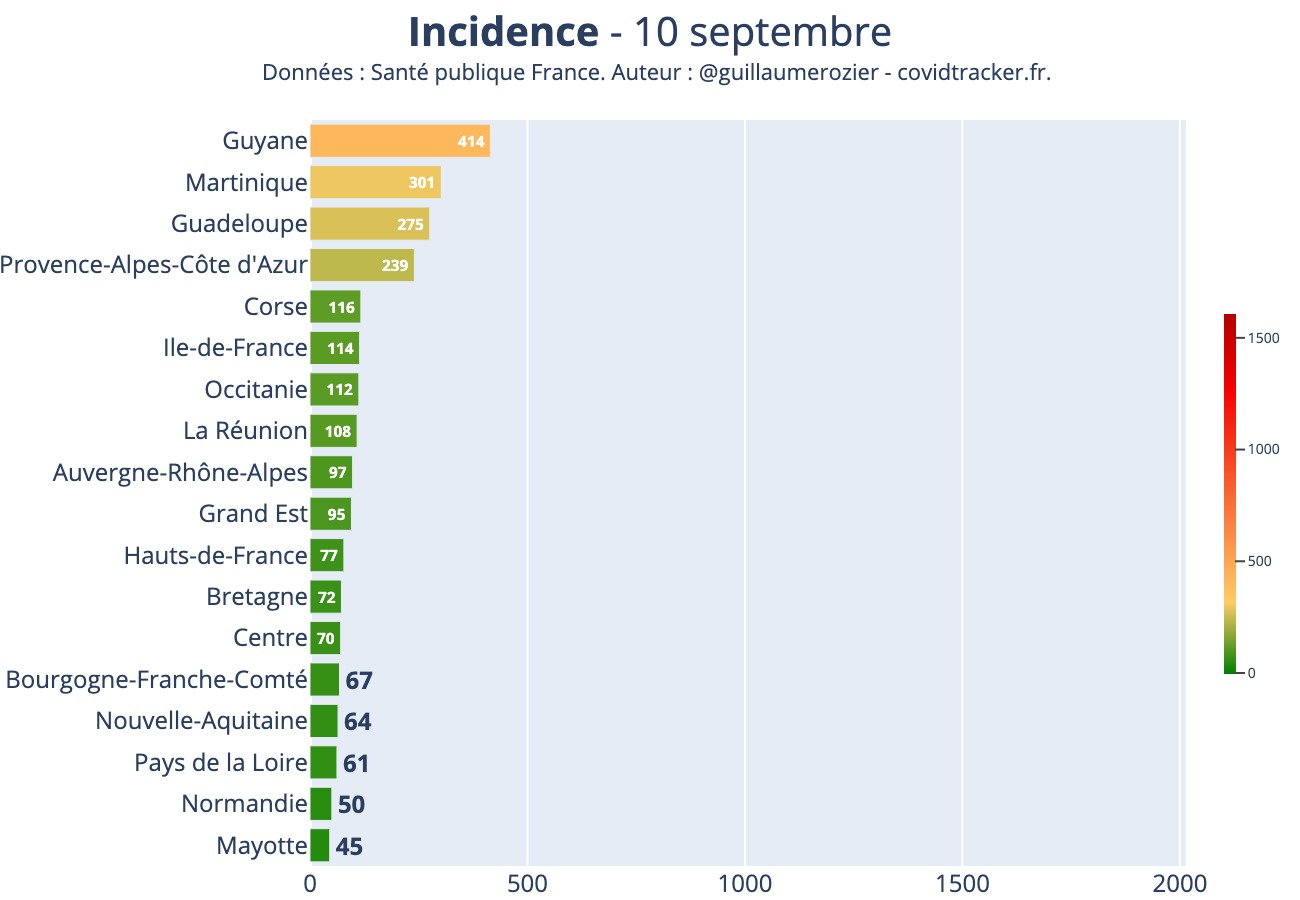 Incidence - 10 septembre
Données : Santé publique France. Auteur : @guillaumerozier - covidtracker.fr.
Guyane 414
Martinique 301
Guadeloupe 275
Provence-Alpes-Côte d'Azur 239
Corse 116
Ile-de-France 114
Occitanie 112
La Réunion 108
Auvergne-Rhône-Alpes 97
Grand Est 95
Hauts-de-France 77
Bretagne 72
Centre 70
Bourgogne-Franche-Comté 67
Nouvelle-Aquitaine 64
Pays de la Loire 61
Normandie 50
Mayotte 45
0 500 1000 1500 2000
1500
1000
500
0